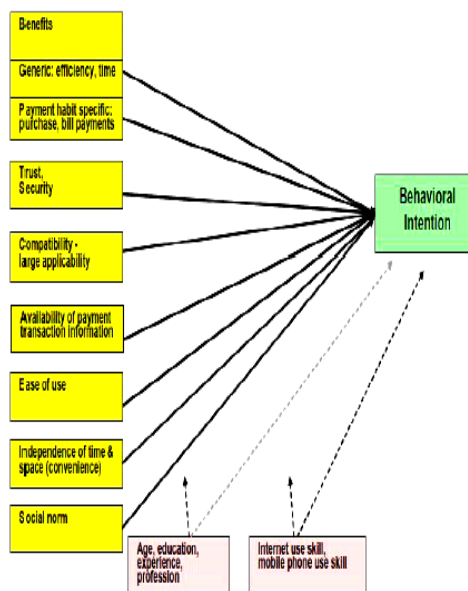 Benefits
Generic: efficiency, time
Payment habit specific:
purchase, bill payments
Trust,
Security
Compatibility -
large applicability
Availability of payment
transaction information
Ease of use
Independence of time &
space (convenience)
Social norm
Behavioral
Intention
Age, education,
experience,
profession
Internet use skill,
mobile phone use skill